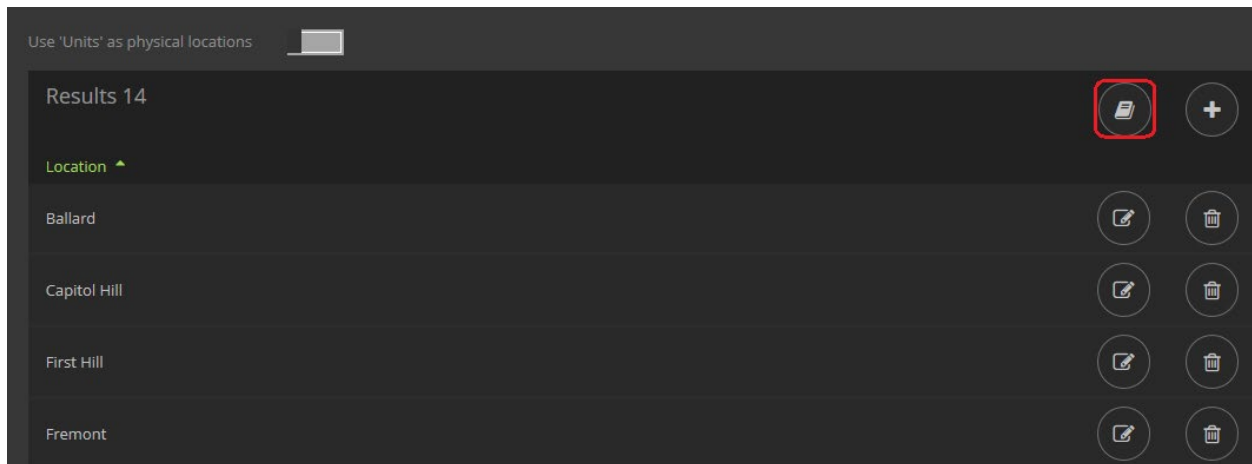 Use 'Units' as physical locations
Results 14
Location
Ballard
Capitol Hill
First Hill
Fremont